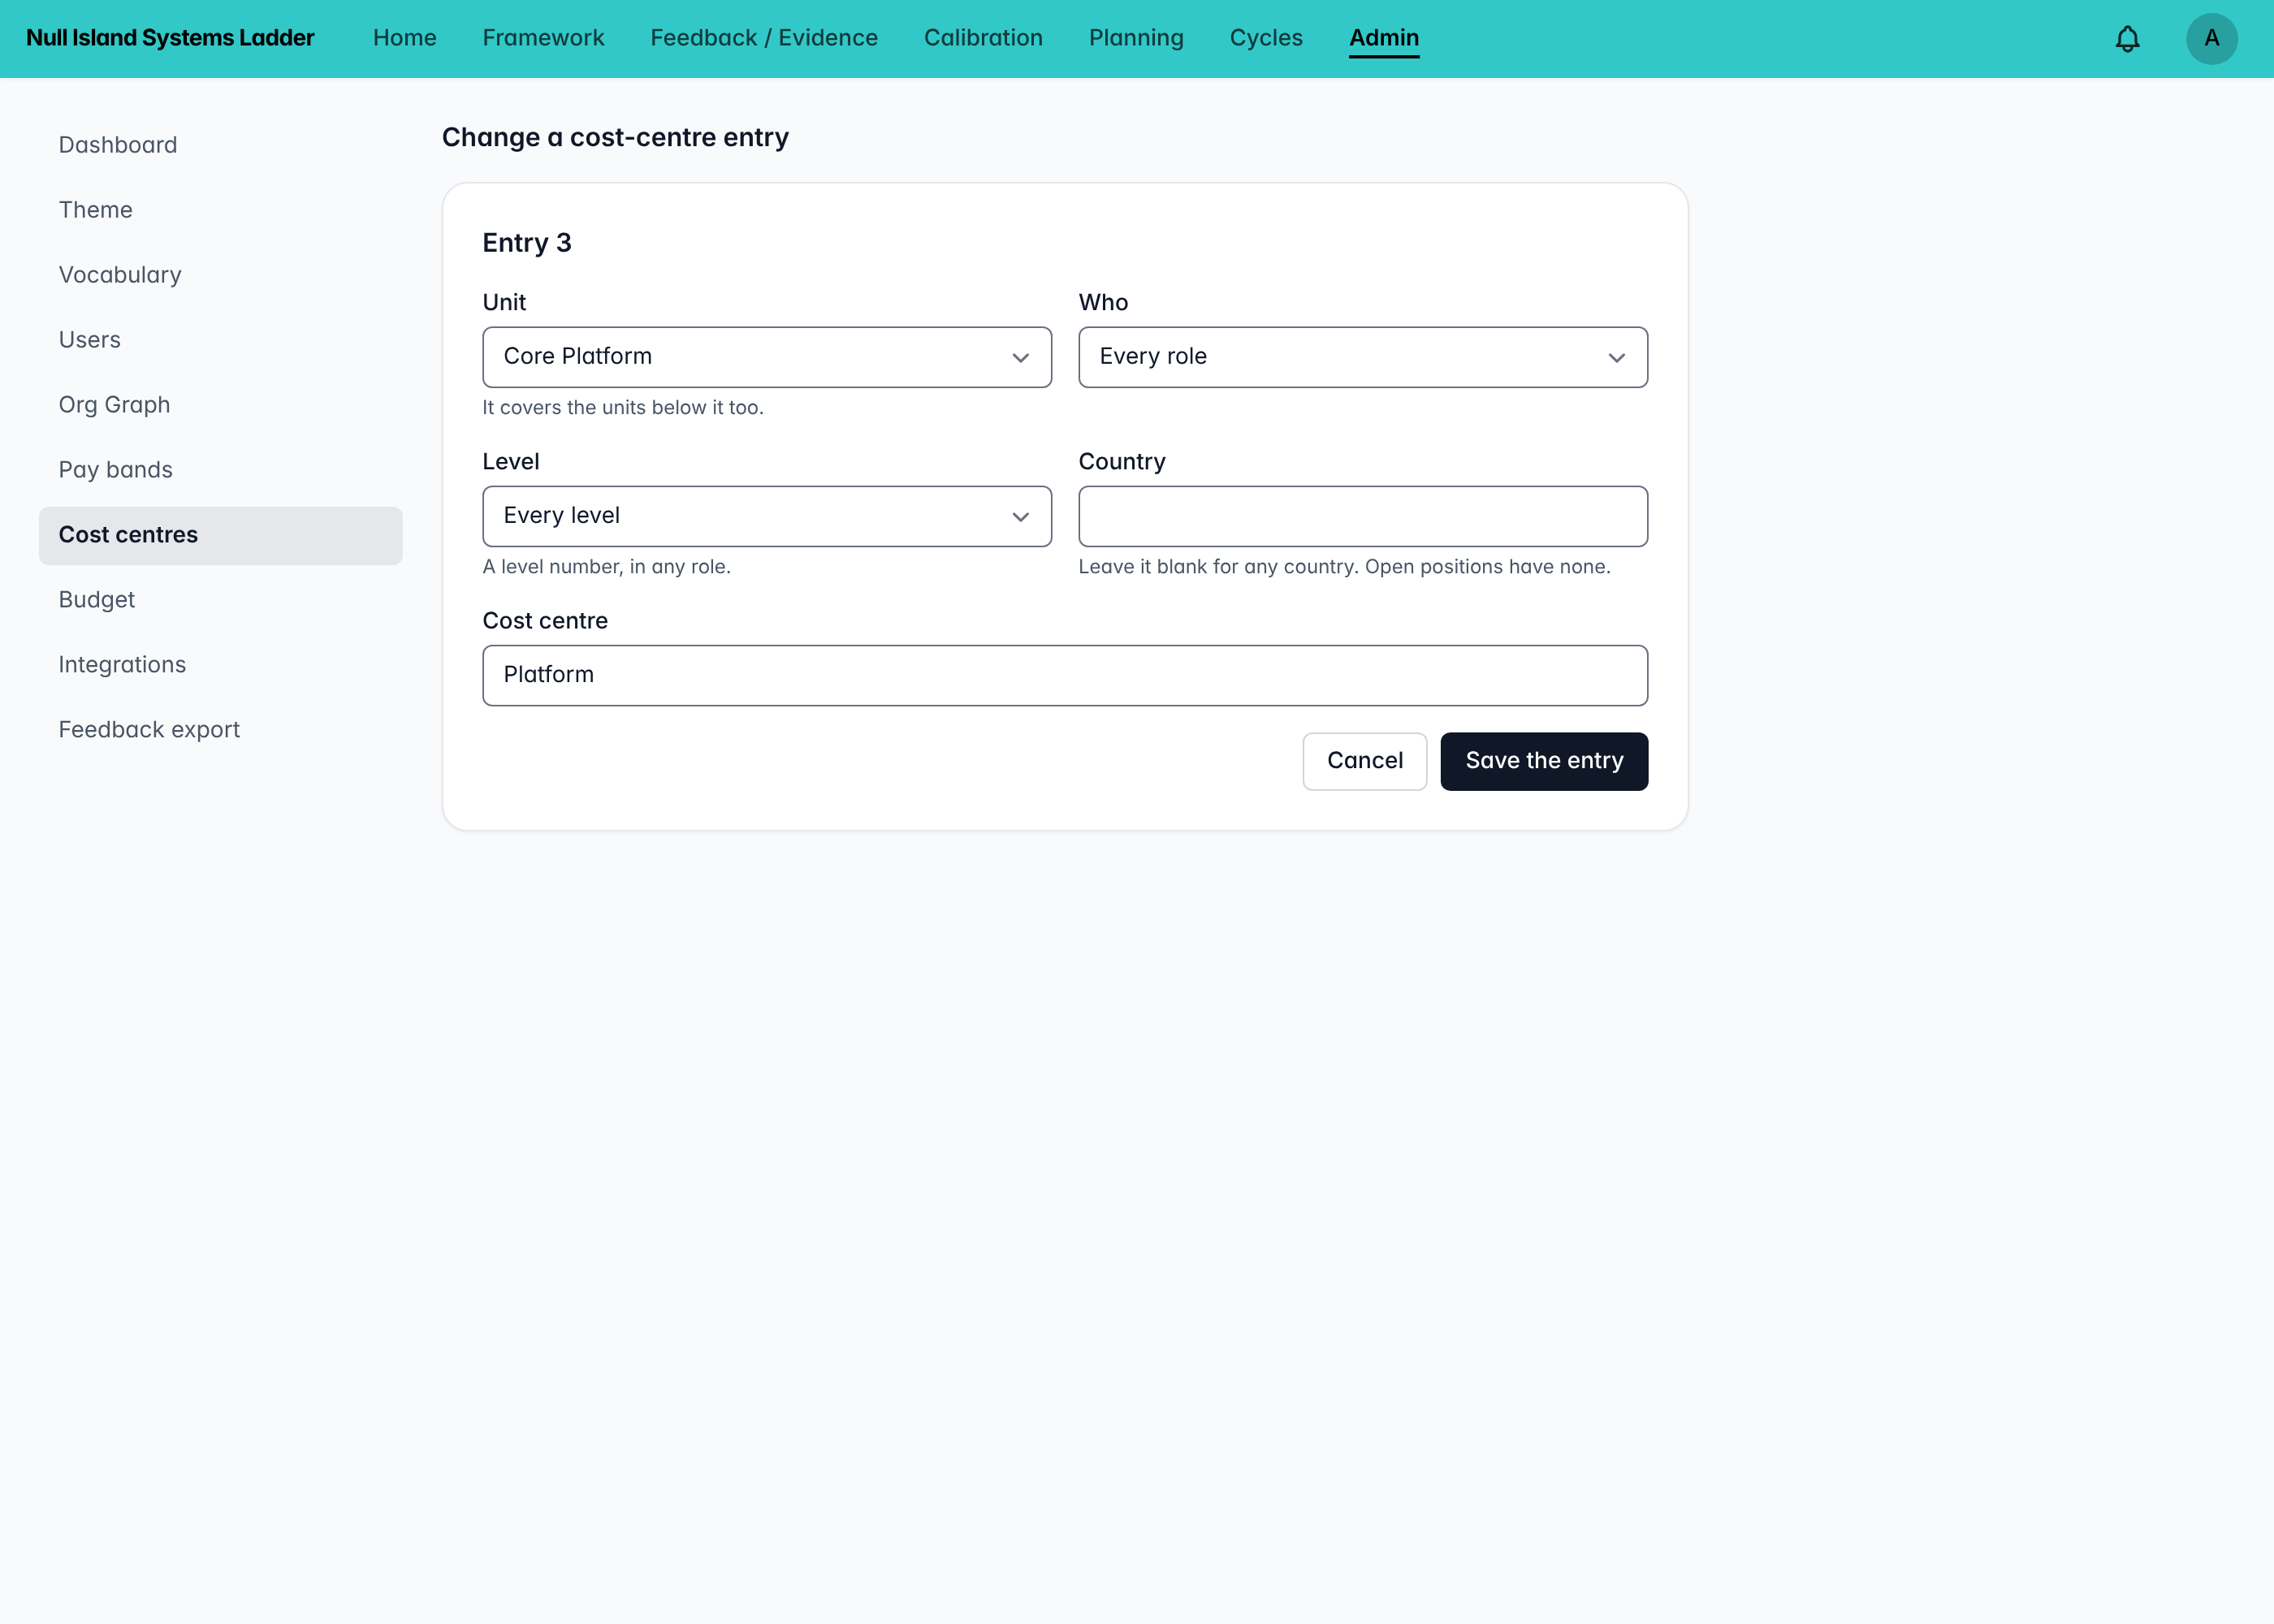 Null Island Systems Ladder
Home
Framework
Feedback / Evidence
Calibration
Planning
Cycles
Admin
A
Dashboard
Theme
Vocabulary
Users
Org Graph
Pay bands
Cost centres
Budget
Integrations
Feedback export
Change a cost-centre entry
Entry 3
Unit
Core Platform
It covers the units below it too.
Who
Every role
Level
Every level
A level number, in any role.
Country
Leave it blank for any country. Open positions have none.
Cost centre
Platform
Cancel
Save the entry